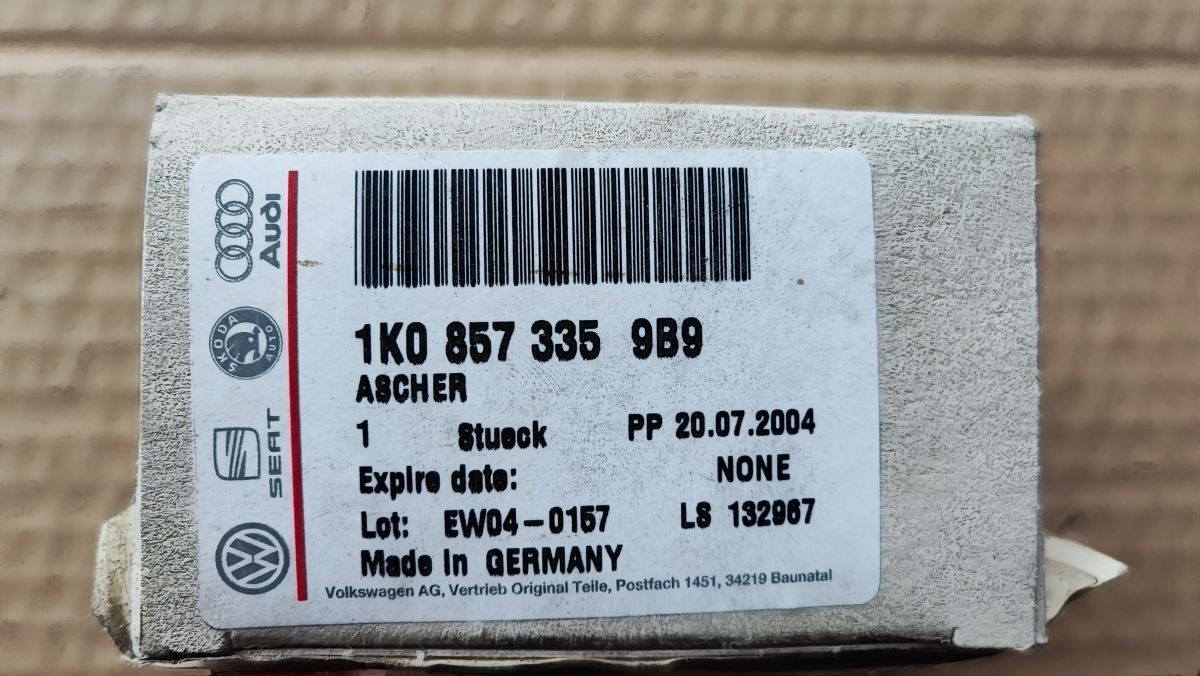 Audi
SKODA AUTO
SEAT
1K0 857 335 9B9
ASCHER
1 Stueck PP 20.07.2004
Expire date: NONE
Lot: EW04-0157 LS 132967
Made in GERMANY
Volkswagen AG, Vertrieb Original Teile, Postfach 1451, 34219 Baunatal